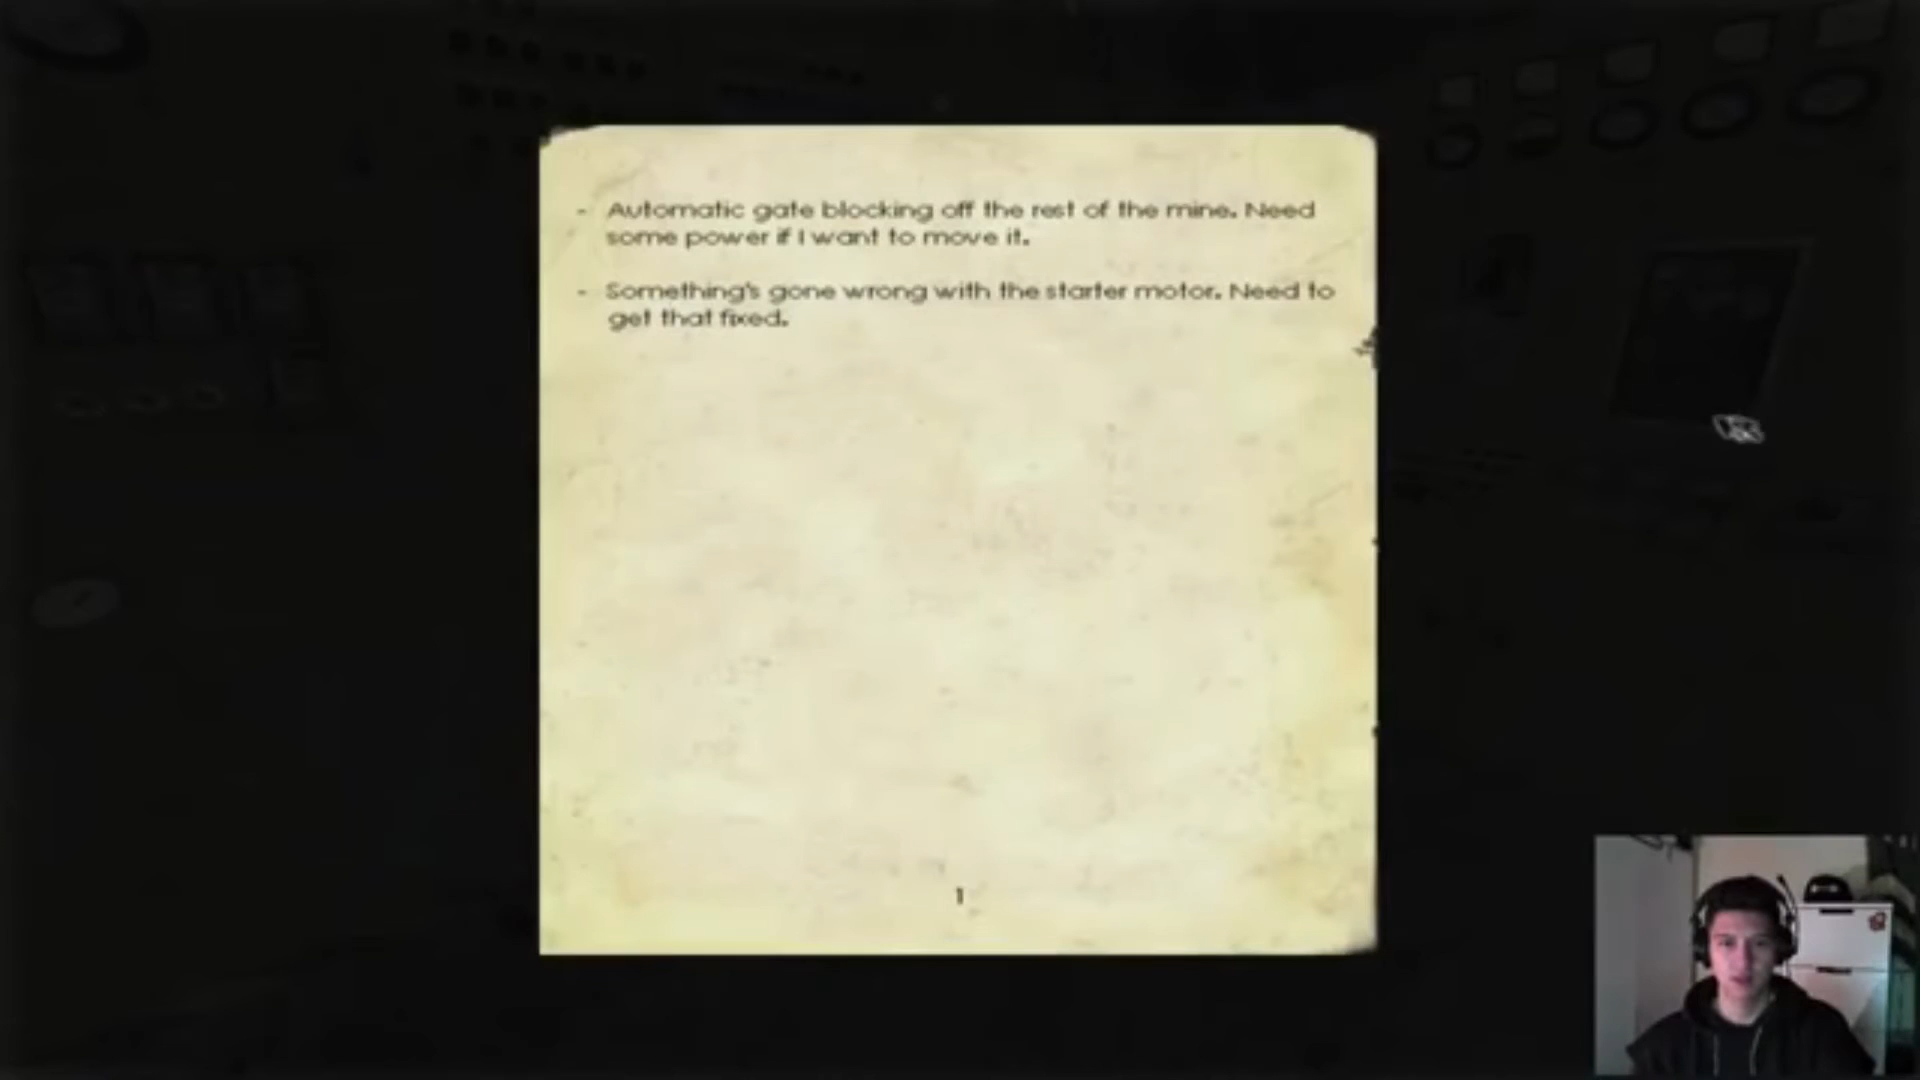 - Automatic gate blocking off the rest of the mine. Need
some power if I want to move it.
- Something's gone wrong with the starter motor. Need to
get that fixed.
1